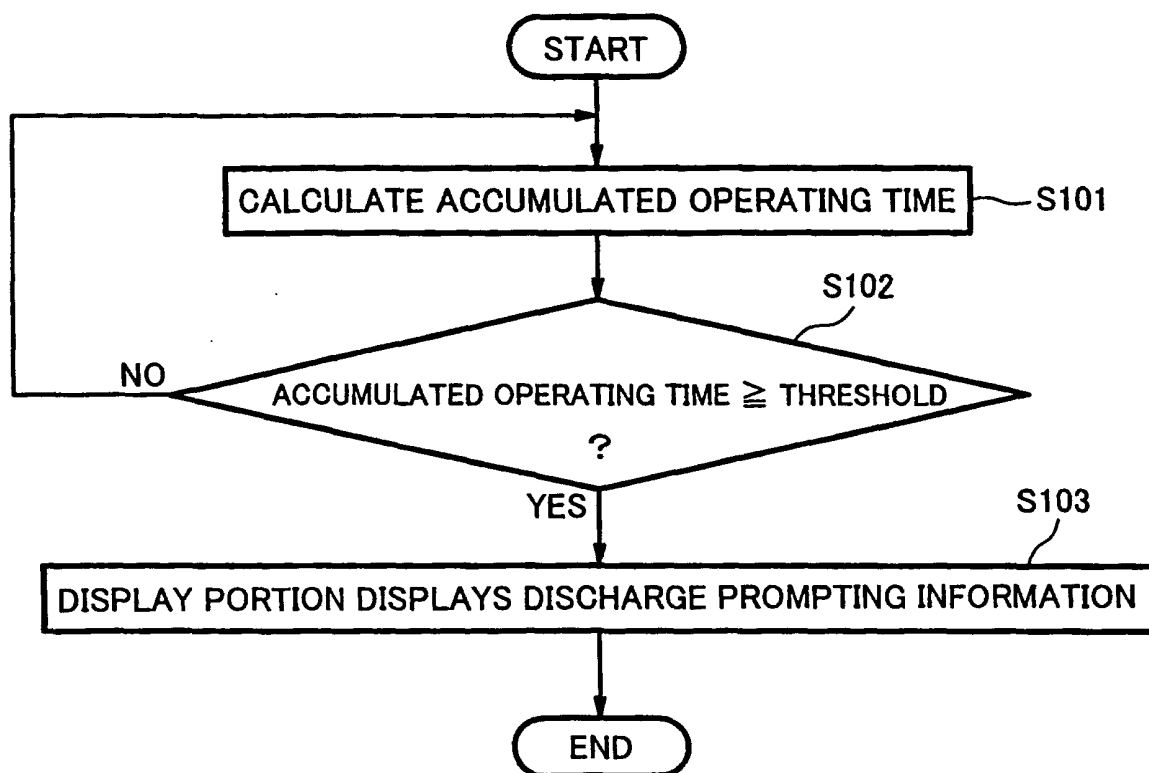 START
CALCULATE ACCUMULATED OPERATING TIME
S101
S102
NO
ACCUMULATED OPERATING TIME ≧ THRESHOLD
?
YES
S103
DISPLAY PORTION DISPLAYS DISCHARGE PROMPTING INFORMATION
END